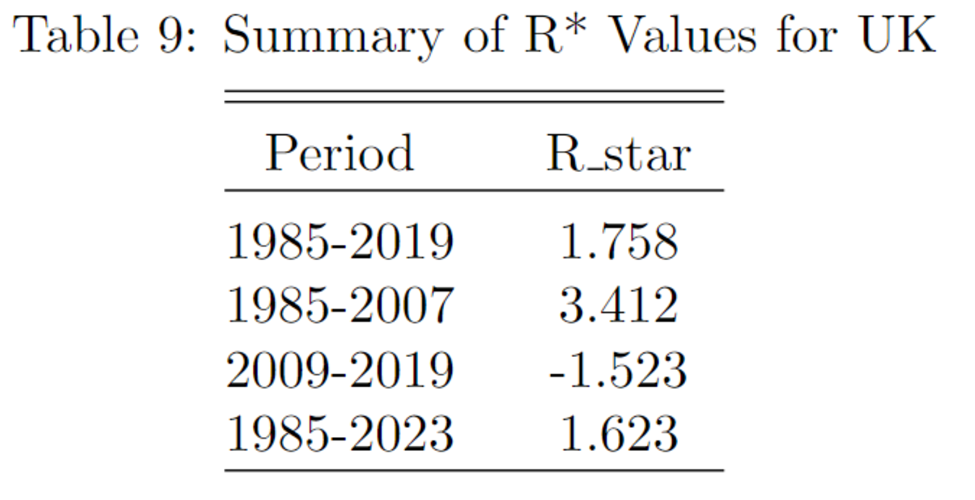 Table 9: Summary of R* Values for UK
Period R_star
1985-2019 1.758
1985-2007 3.412
2009-2019 -1.523
1985-2023 1.623